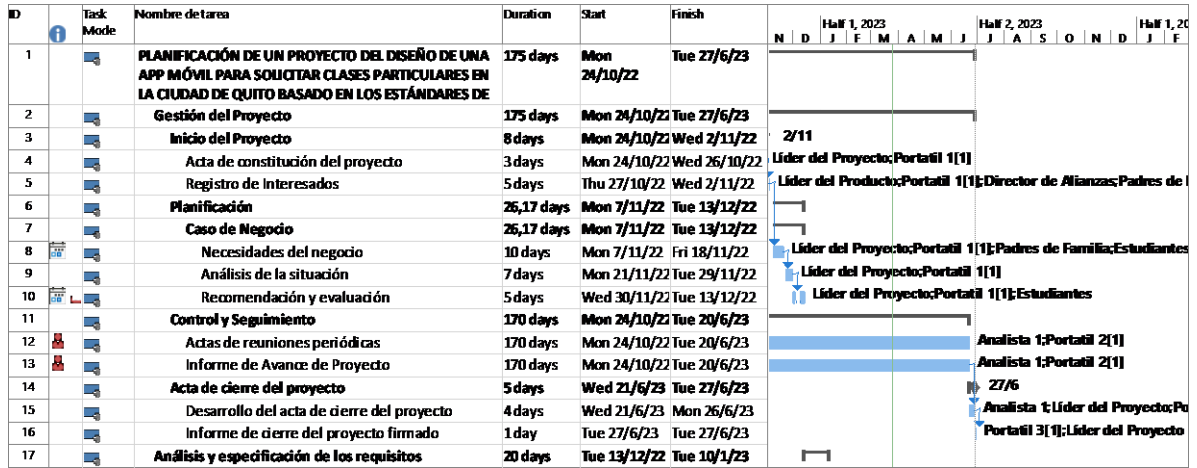 ID Task Mode Nombre de tarea Duration Start Finish Half 1, 2023 Half 2, 2023 Half 1, 20
N D J F M A M J J A S O N D J F
1 PLANIFICACIÓN DE UN PROYECTO DEL DISEÑO DE UNA 175 days Mon 24/10/22 Tue 27/6/23
APP MÓVIL PARA SOLICITAR CLASES PARTICULARES EN
LA CIUDAD DE QUITO BASADO EN LOS ESTÁNDARES DE
2 Gestión del Proyecto 175 days Mon 24/10/22 Tue 27/6/23
3 Inicio del Proyecto 8 days Mon 24/10/22 Wed 2/11/22 2/11
4 Acta de constitución del proyecto 3 days Mon 24/10/22 Wed 26/10/22 Líder del Proyecto;Portatil 1[1]
5 Registro de Interesados 5 days Thu 27/10/22 Wed 2/11/22 Líder del Producto;Portatil 1[1];Director de Alianzas;Padres de
6 Planificación 26,17 days Mon 7/11/22 Tue 13/12/22
7 Caso de Negocio 26,17 days Mon 7/11/22 Tue 13/12/22
8 Necesidades del negocio 10 days Mon 7/11/22 Fri 18/11/22 Líder del Proyecto;Portatil 1[1];Padres de Familia;Estudiantes
9 Análisis de la situación 7 days Mon 21/11/22 Tue 29/11/22 Líder del Proyecto;Portatil 1[1]
10 Recomendación y evaluación 5 days Wed 30/11/22 Tue 13/12/22 Líder del Proyecto;Portatil 1[1];Estudiantes
11 Control y Seguimiento 170 days Mon 24/10/22 Tue 20/6/23
12 Actas de reuniones periódicas 170 days Mon 24/10/22 Tue 20/6/23 Analista 1;Portatil 2[1]
13 Informe de Avance de Proyecto 170 days Mon 24/10/22 Tue 20/6/23 Analista 1;Portatil 2[1]
14 Acta de cierre del proyecto 5 days Wed 21/6/23 Tue 27/6/23 27/6
15 Desarrollo del acta de cierre del proyecto 4 days Wed 21/6/23 Mon 26/6/23 Analista 1;Líder del Proyecto;Po
16 Informe de cierre del proyecto firmado 1 day Tue 27/6/23 Tue 27/6/23 Portatil 3[1];Líder del Proyecto
17 Análisis y especificación de los requisitos 20 days Tue 13/12/22 Tue 10/1/23